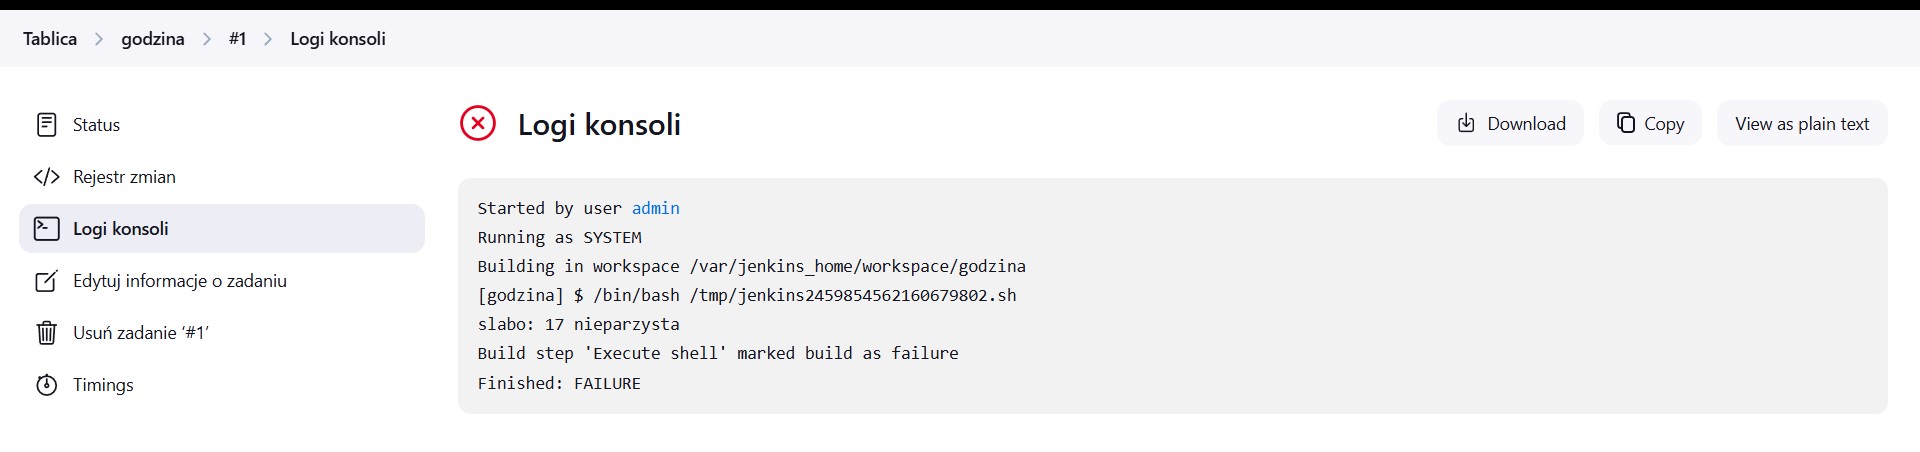 Tablica > godzina > #1 > Logi konsoli
Status
Rejestr zmian
Logi konsoli
Edytuj informacje o zadaniu
Usuń zadanie ‘#1’
Timings
Logi konsoli
Download
Copy
View as plain text
Started by user admin
Running as SYSTEM
Building in workspace /var/jenkins_home/workspace/godzina
[godzina] $ /bin/bash /tmp/jenkins2459854562160679802.sh
slabo: 17 nieparzysta
Build step 'Execute shell' marked build as failure
Finished: FAILURE